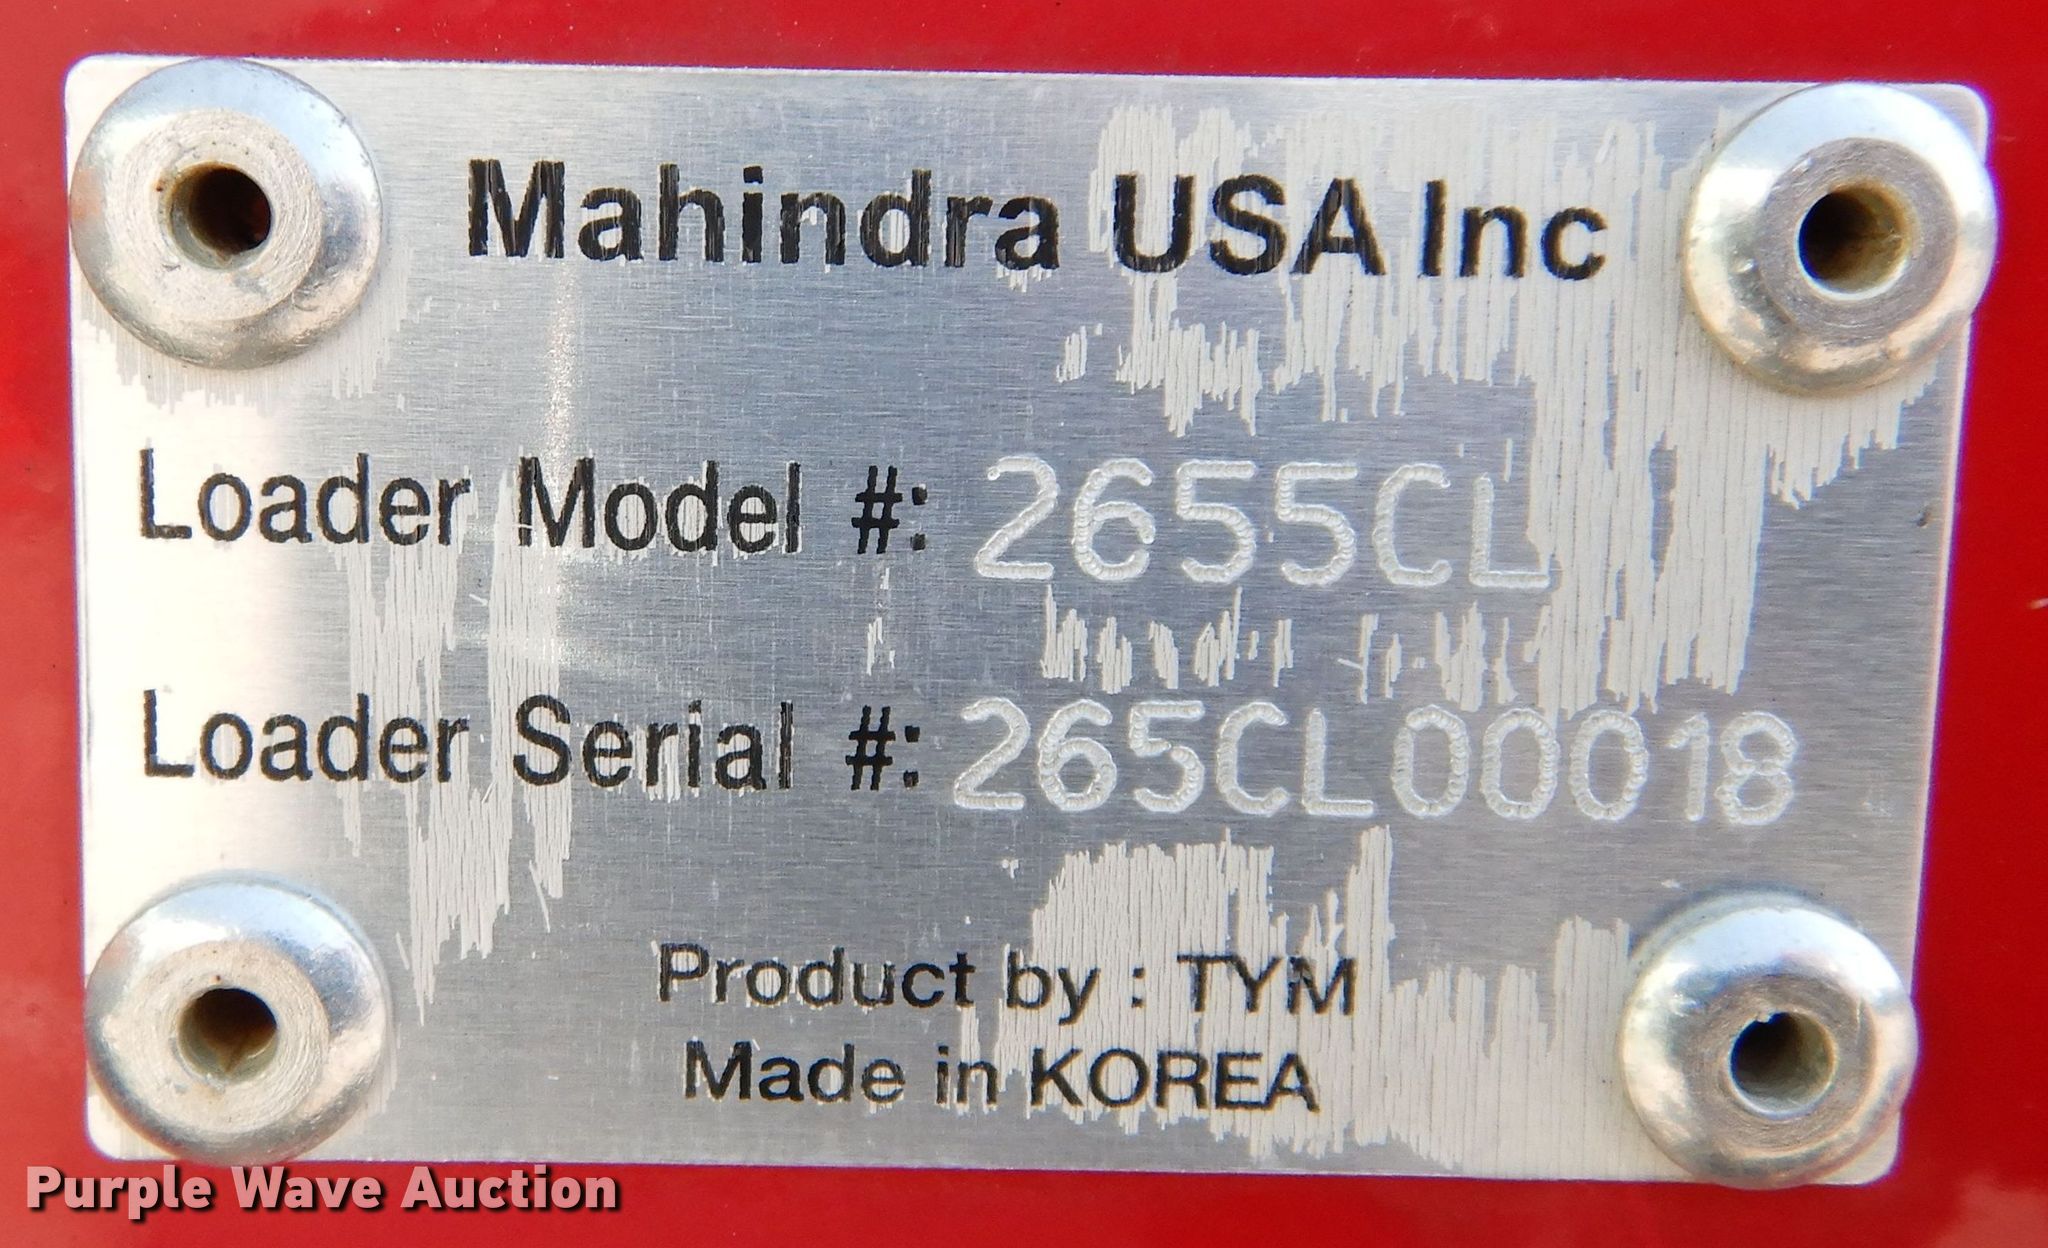 Mahindra USA Inc
Loader Model #: 2655CL
Loader Serial #: 265CL00018
Product by : TYM
Made in KOREA
Purple Wave Auction